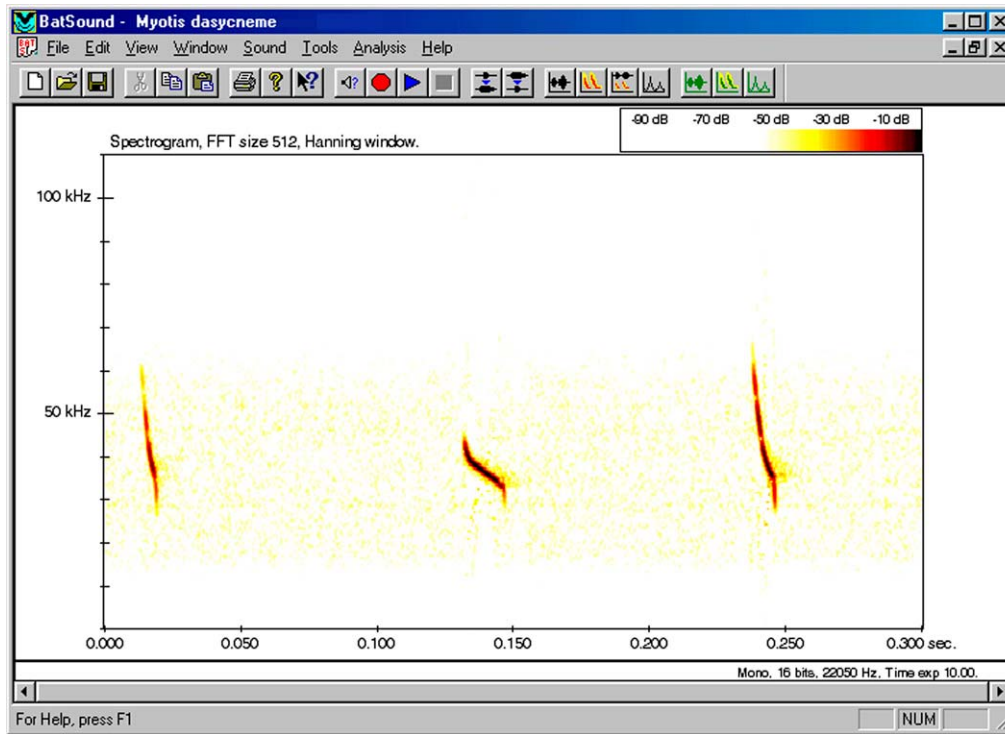 BatSound - Myotis dasycneme
File Edit View Window Sound Tools Analysis Help
-90 dB -70 dB -50 dB -30 dB -10 dB
Spectrogram, FFT size 512, Hanning window.
100 kHz
50 kHz
0.000 0.050 0.100 0.150 0.200 0.250 0.300 sec.
Mono, 16 bits, 22050 Hz, Time exp 10.00.
For Help, press F1 NUM